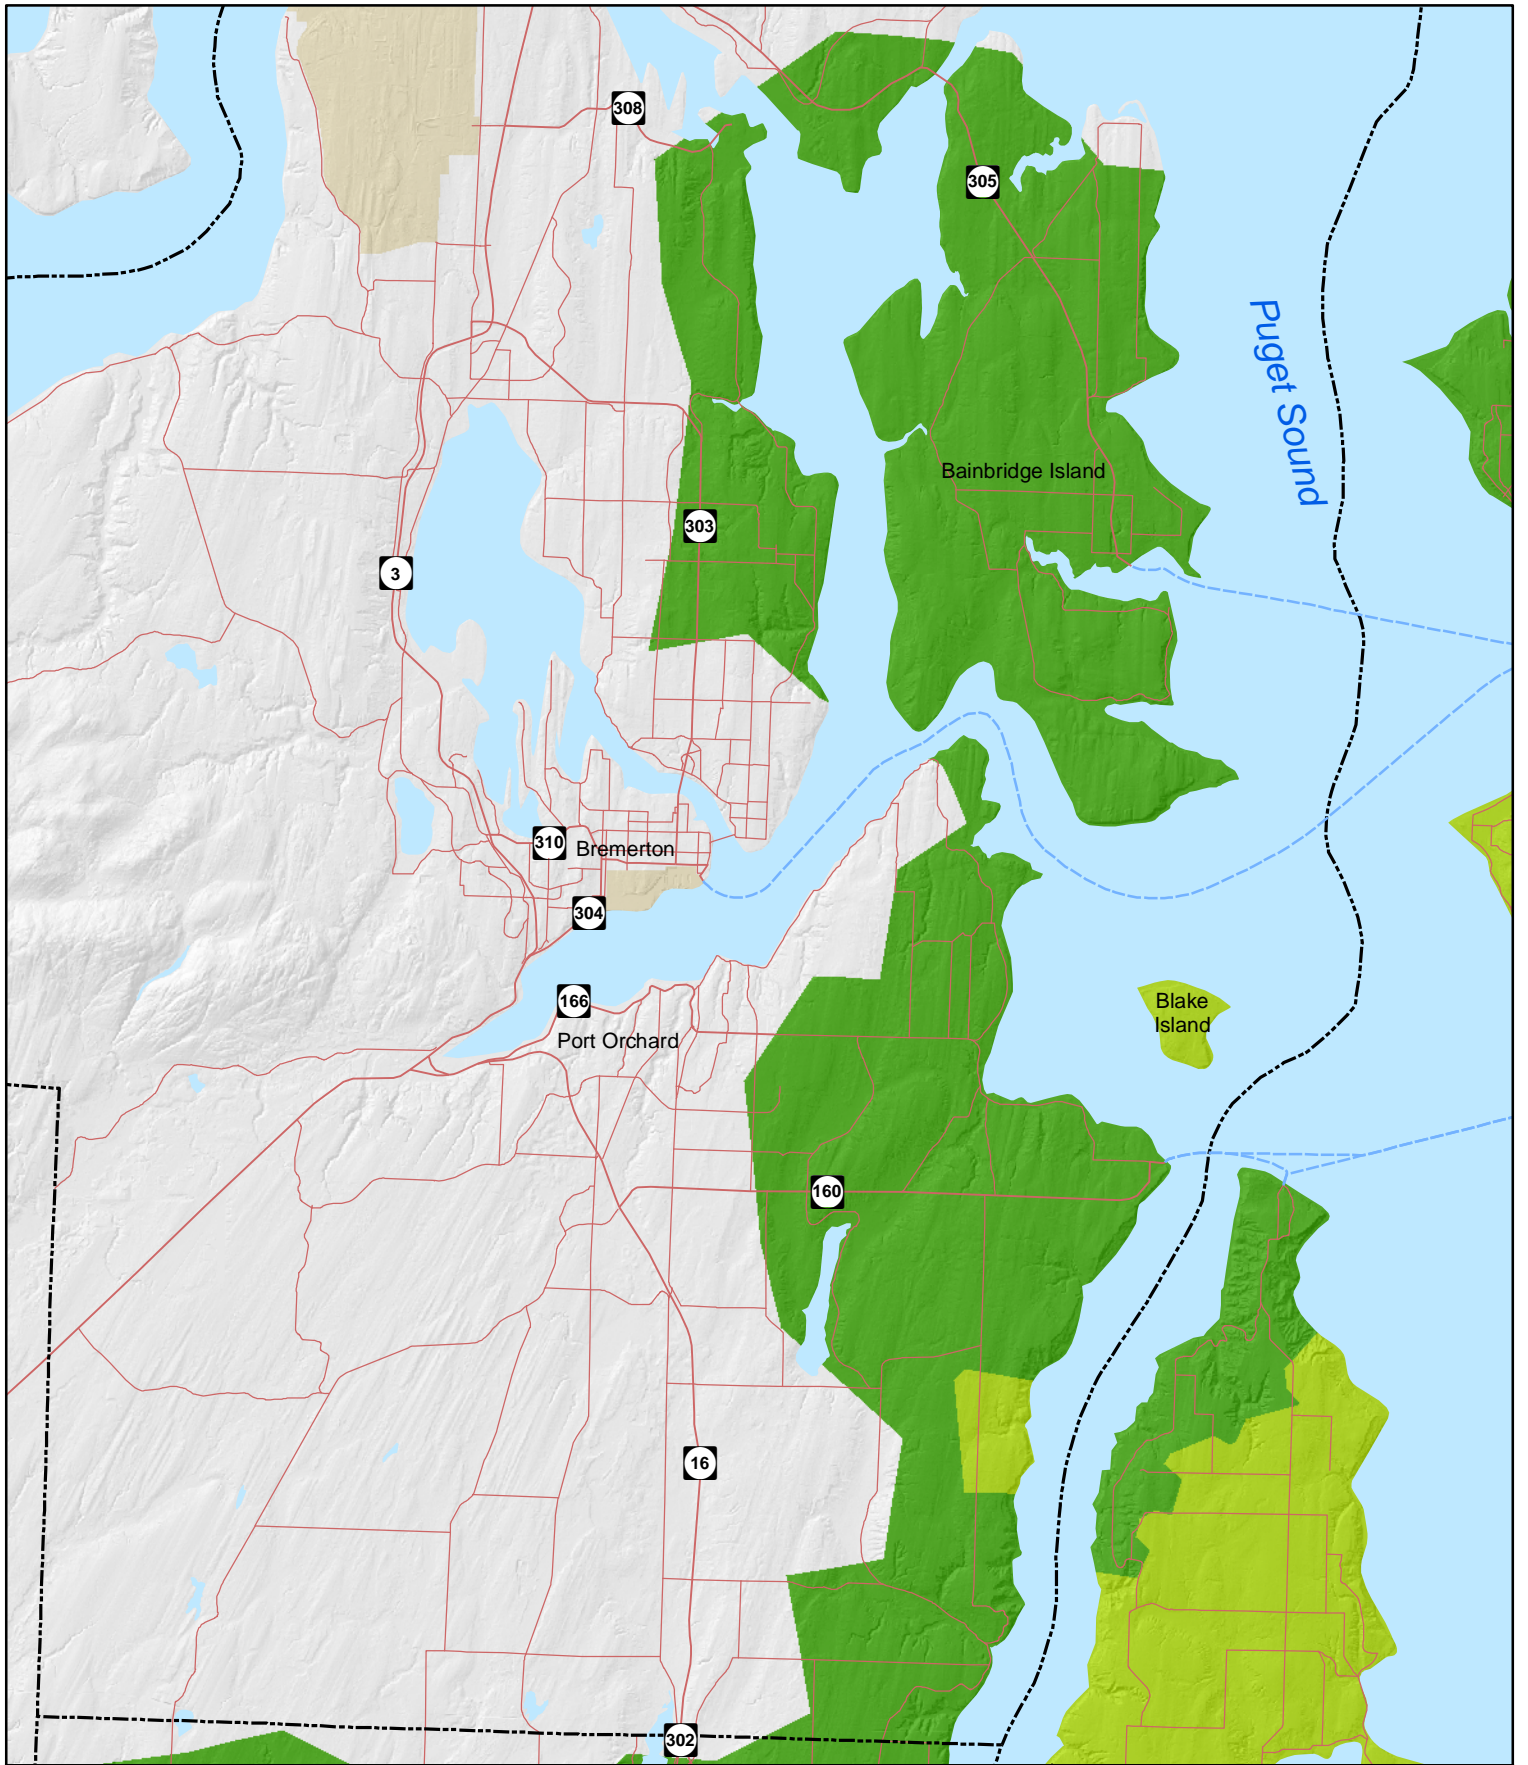 308
305
Puget Sound
Bainbridge Island
303
3
310
Bremerton
304
166
Blake
Island
Port Orchard
160
16
302